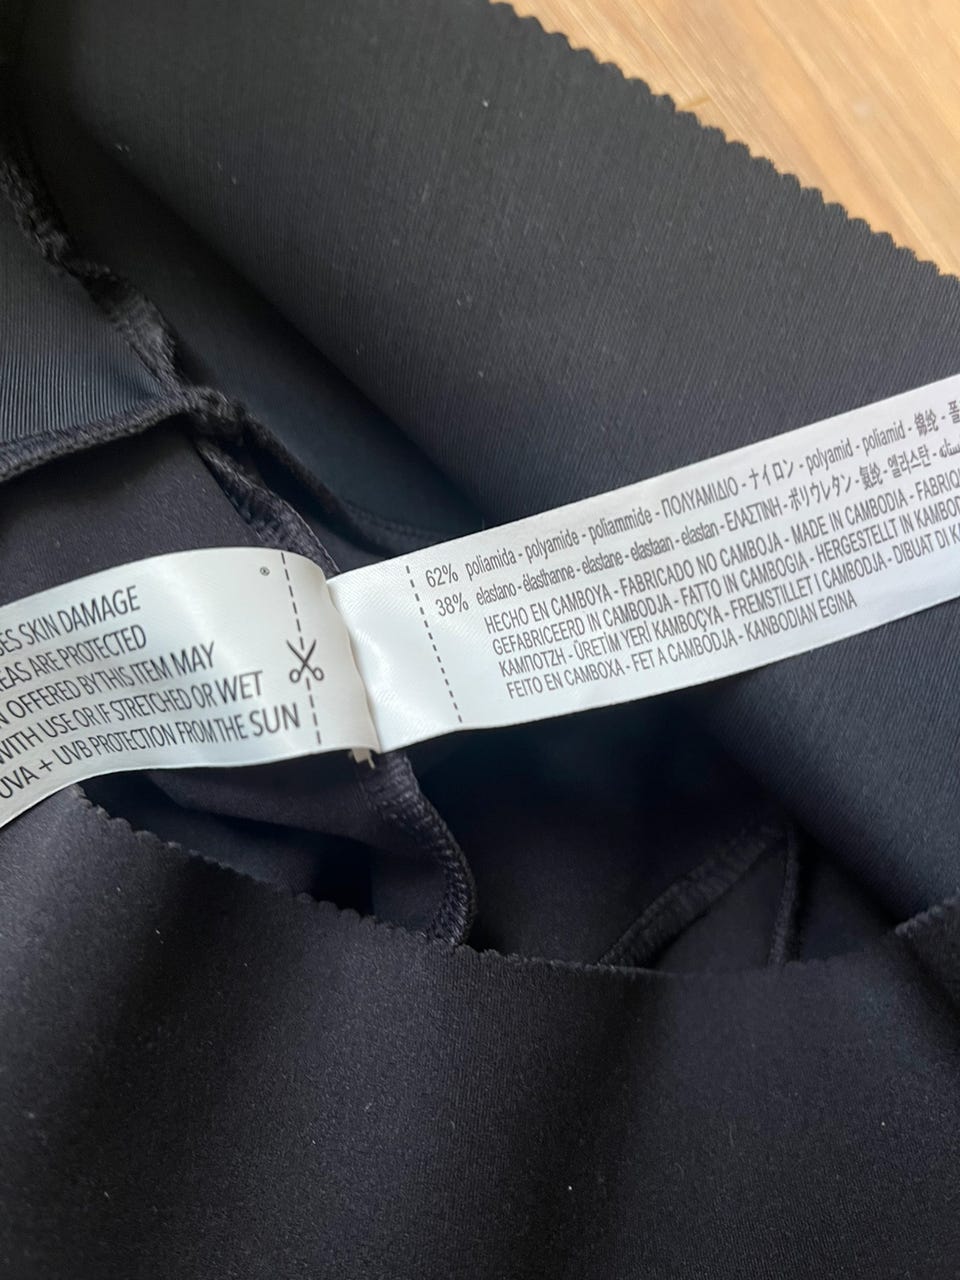 ES SKIN DAMAGE
EAS ARE PROTECTED
N OFFERED BY THIS ITEM MAY
WITH USE OR IF STRETCHED OR WET
UVA + UVB PROTECTION FROM THE SUN
®
62% poliamida - polyamide - poliammide - ΠΟΛΥΑΜΙΔΙΟ - ナイロン - polyamid - poliamid - 锦纶 - 폴
38% elastano - élasthanne - elastane - elastaan - elastan - ΕΛΑΣΤΙΝΗ - ポリウレタン - 氨纶 - 엘라스탄 -
HECHO EN CAMBOYA - FABRICADO NO CAMBOJA - MADE IN CAMBODIA - FABRIQU
GEFABRICEERD IN CAMBODJA - FATTO IN CAMBOGIA - HERGESTELLT IN KAMBOD
ΚΑΜΠΟΤΖΗ - ÜRETİM YERİ KAMBOÇYA - FREMSTILLET I CAMBODJA - DIBUAT DI K
FEITO EN CAMBOXA - FET A CAMBODJA - KANBODIAN EGINA